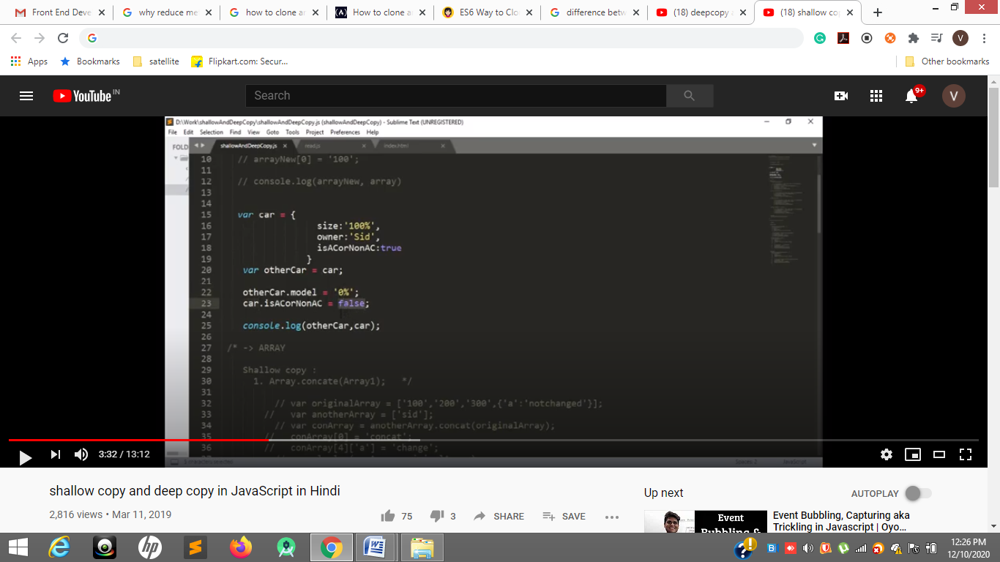 Front End Deve
why reduce me
how to clone ar
How to clone a
ES6 Way to Clo
difference betw
(18) deepcopy a
(18) shallow co
V
Apps
Bookmarks
satellite
Flipkart.com: Secur...
Other bookmarks
YouTube IN
Search
9+
V
D:\Work\shallowAndDeepCopy\shallowAndDeepCopy.js (shallowAndDeepCopy) - Sublime Text (UNREGISTERED)
File Edit Selection Find View Goto Tools Project Preferences Help
FOLD
shallowAndDeepCopy.js
read.js
index.html
10 // arrayNew[0] = '100';
11
12 // console.log(arrayNew, array)
13
14
15 var car = {
16 size:'100%',
17 owner:'Sid',
18 isACorNonAC:true
19 }
20 var otherCar = car;
21
22 otherCar.model = '0%';
23 car.isACorNonAC = false;
24
25 console.log(otherCar,car);
26
27 /* -> ARRAY
28
29 Shallow copy :
30 1. Array.concate(Array1); */
31
32 // var originalArray = ['100','200','300',{'a':'notchanged'}];
33 // var anotherArray = ['sid'];
34 // var conArray = anotherArray.concat(originalArray);
35 // conArray[0] = 'concat';
36 // conArray[4]['a'] = 'change';
5 characters selected
Spaces: 2
JavaScript
3:32 / 13:12
shallow copy and deep copy in JavaScript in Hindi
2,816 views • Mar 11, 2019
75
3
SHARE
SAVE
Up next
AUTOPLAY
Event
Bubbling &
Event Bubbling, Capturing aka
Trickling in Javascript | Oyo...
12:26 PM
12/10/2020